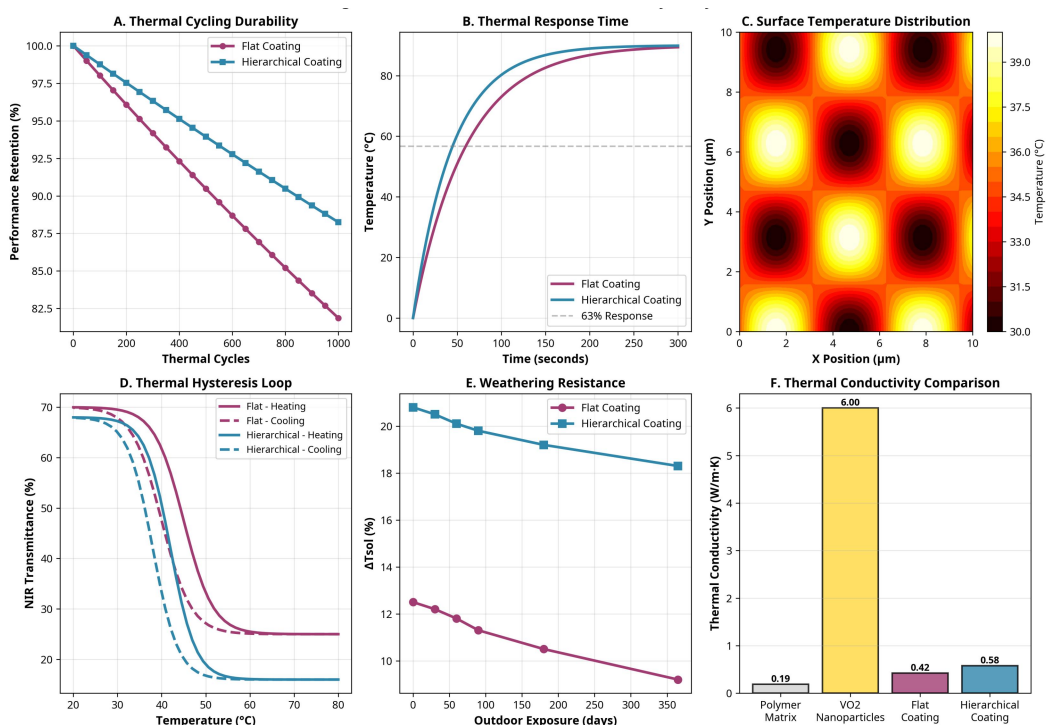 A. Thermal Cycling Durability
100.0
97.5
95.0
92.5
90.0
87.5
85.0
82.5
Performance Retention (%)
Flat Coating
Hierarchical Coating
0
200
400
600
800
1000
Thermal Cycles
B. Thermal Response Time
80
60
40
20
0
Temperature (°C)
Flat Coating
Hierarchical Coating
63% Response
0
50
100
150
200
250
300
Time (seconds)
C. Surface Temperature Distribution
10
8
6
4
2
0
Y Position (μm)
0
2
4
6
8
10
X Position (μm)
39.0
37.5
36.0
34.5
33.0
31.5
30.0
Temperature (°C)
D. Thermal Hysteresis Loop
70
60
50
40
30
20
NIR Transmittance (%)
Flat - Heating
Flat - Cooling
Hierarchical - Heating
Hierarchical - Cooling
20
30
40
50
60
70
80
Temperature (°C)
E. Weathering Resistance
20
18
16
14
12
10
ΔTsol (%)
Flat Coating
Hierarchical Coating
0
50
100
150
200
250
300
350
Outdoor Exposure (days)
F. Thermal Conductivity Comparison
6
5
4
3
2
1
0
Thermal Conductivity (W/m·K)
0.19
6.00
0.42
0.58
Polymer
Matrix
VO2
Nanoparticles
Flat
Coating
Hierarchical
Coating